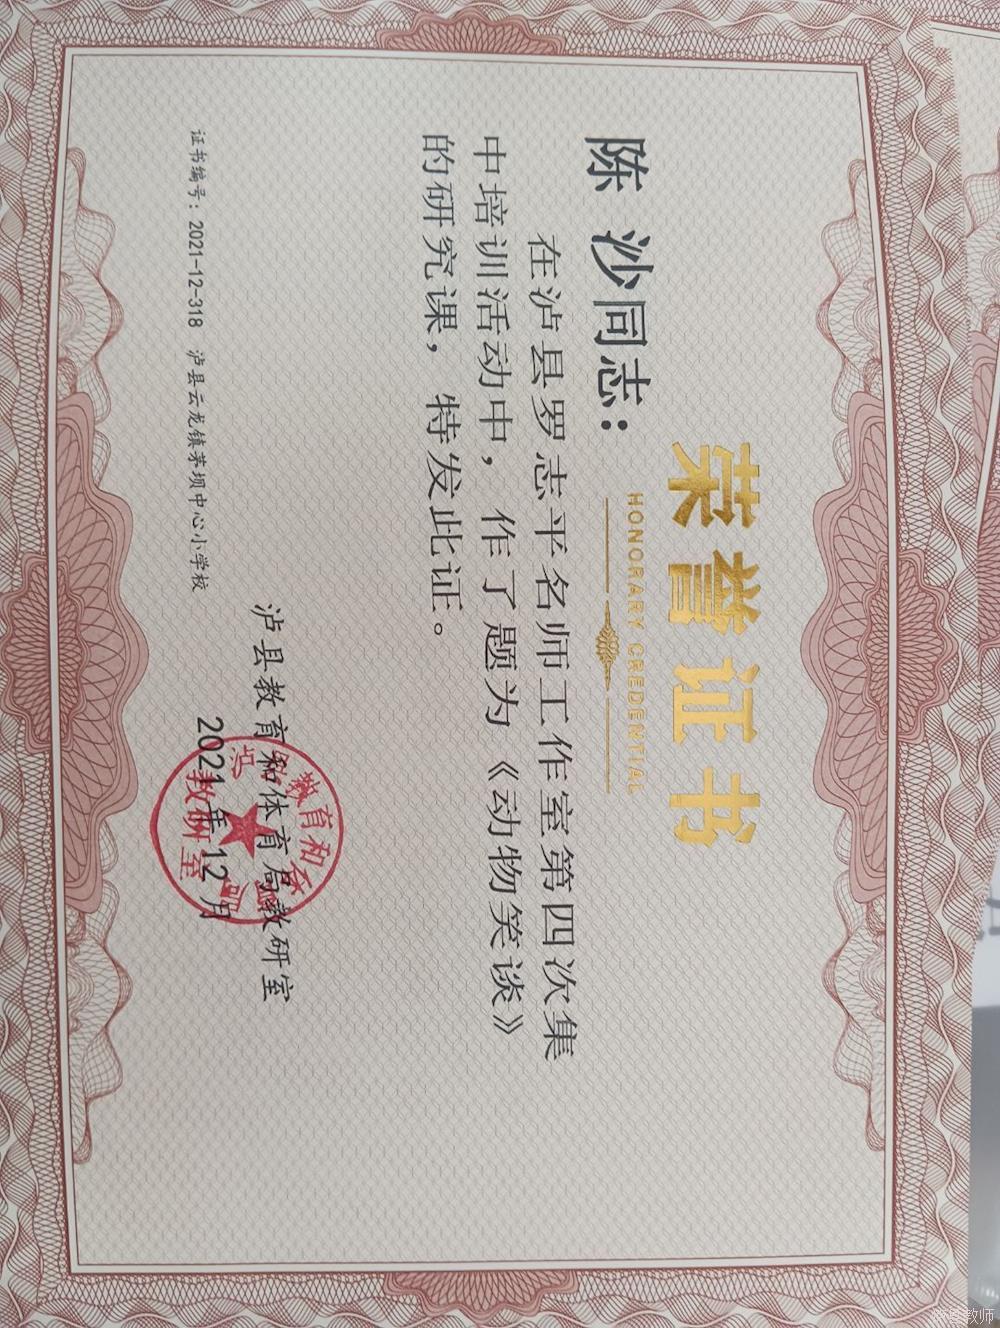 荣誉证书
HONORARY CREDENTIAL
陈 沙同志：
在泸县罗志平名师工作室第四次集
中培训活动中，作了题为《动物笑谈》
的研究课，特发此证。
泸县教育和体育局教研室
2021年12月
证书编号：2021-12-318 泸县云龙镇茅坝中心小学校
教研室